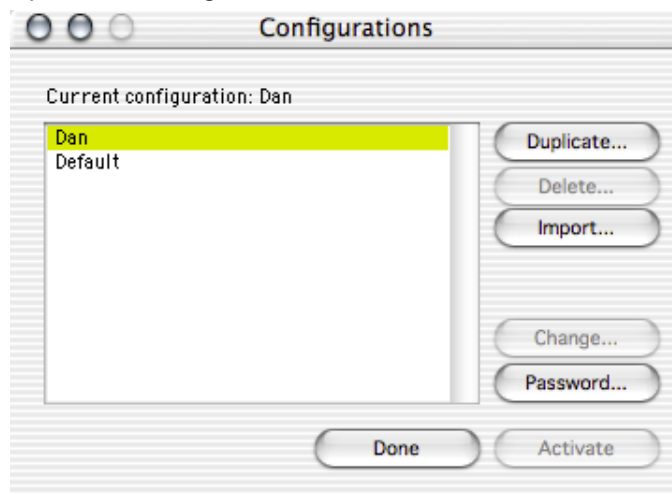 Configurations
Current configuration: Dan
Dan
Default
Duplicate...
Delete...
Import...
Change...
Password...
Done
Activate